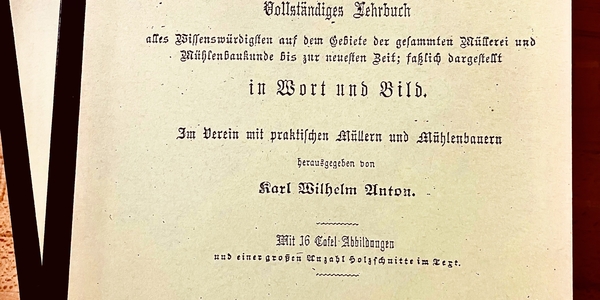 Vollständiges Lehrbuch
alles Wissenswürdigsten auf dem Gebiete der gesammten Müllerei und
Mühlenbaukunde bis zur neuesten Zeit; faßlich dargestellt
in Wort und Bild.
Im Verein mit praktischen Müllern und Mühlenbauern
herausgegeben von
Karl Wilhelm Anton.
Mit 16 Tafel Abbildungen
und einer großen Anzahl Holzschnitte im Text.